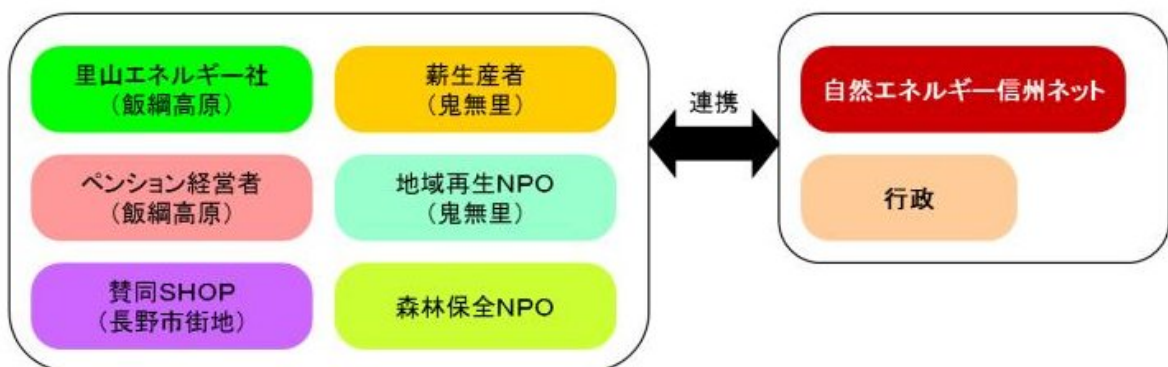 里山エネルギー社
（飯綱高原）
薪生産者
（鬼無里）
ペンション経営者
（飯綱高原）
地域再生NPO
（鬼無里）
賛同SHOP
（長野市街地）
森林保全NPO
連携
自然エネルギー信州ネット
行政